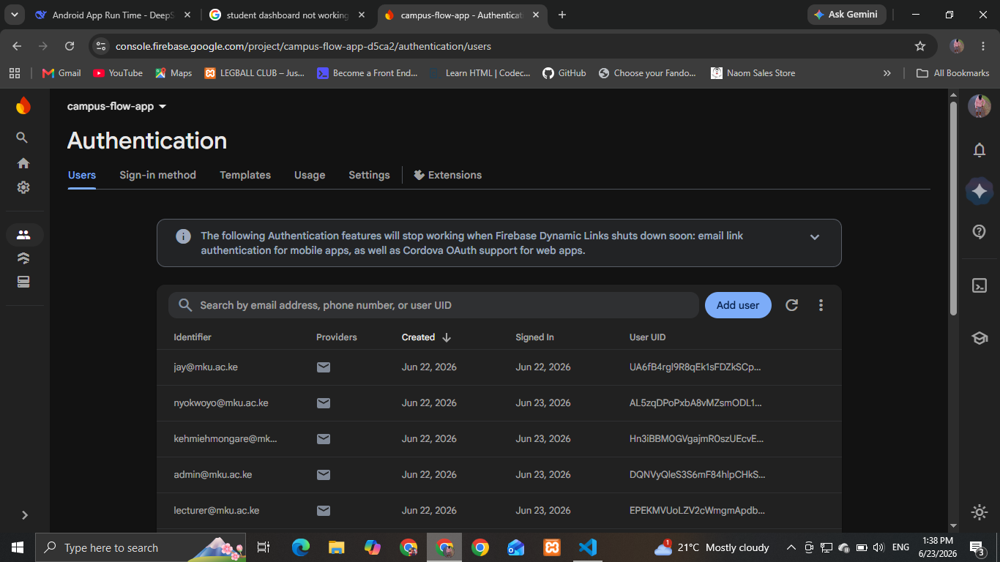 Android App Run Time - DeepS
student dashboard not working
campus-flow-app - Authenticat
Ask Gemini
console.firebase.google.com/project/campus-flow-app-d5ca2/authentication/users
Gmail
YouTube
Maps
LEGBALL CLUB – Jus...
Become a Front End...
Learn HTML | Codec...
GitHub
Choose your Fando...
Naom Sales Store
All Bookmarks
campus-flow-app
Authentication
Users
Sign-in method
Templates
Usage
Settings
Extensions
The following Authentication features will stop working when Firebase Dynamic Links shuts down soon: email link
authentication for mobile apps, as well as Cordova OAuth support for web apps.
Search by email address, phone number, or user UID
Add user
Identifier Providers Created Signed In User UID
jay@mku.ac.ke Jun 22, 2026 Jun 22, 2026 UA6fB4rgl9R8qEk1sFDZkSCp...
nyokwoyo@mku.ac.ke Jun 22, 2026 Jun 23, 2026 AL5zqDPoPxbA8vMZsmODL1...
kehmiehmongare@mk... Jun 22, 2026 Jun 23, 2026 Hn3iBBM0GVgajmR0szUEcvE...
admin@mku.ac.ke Jun 22, 2026 Jun 23, 2026 DQNVyQleS3S6mF84hlpCHkS...
lecturer@mku.ac.ke Jun 22, 2026 Jun 23, 2026 EPEKMVUoLZV2cWmgmApdb...
Type here to search
1
21°C Mostly cloudy
ENG
1:38 PM
6/23/2026
3